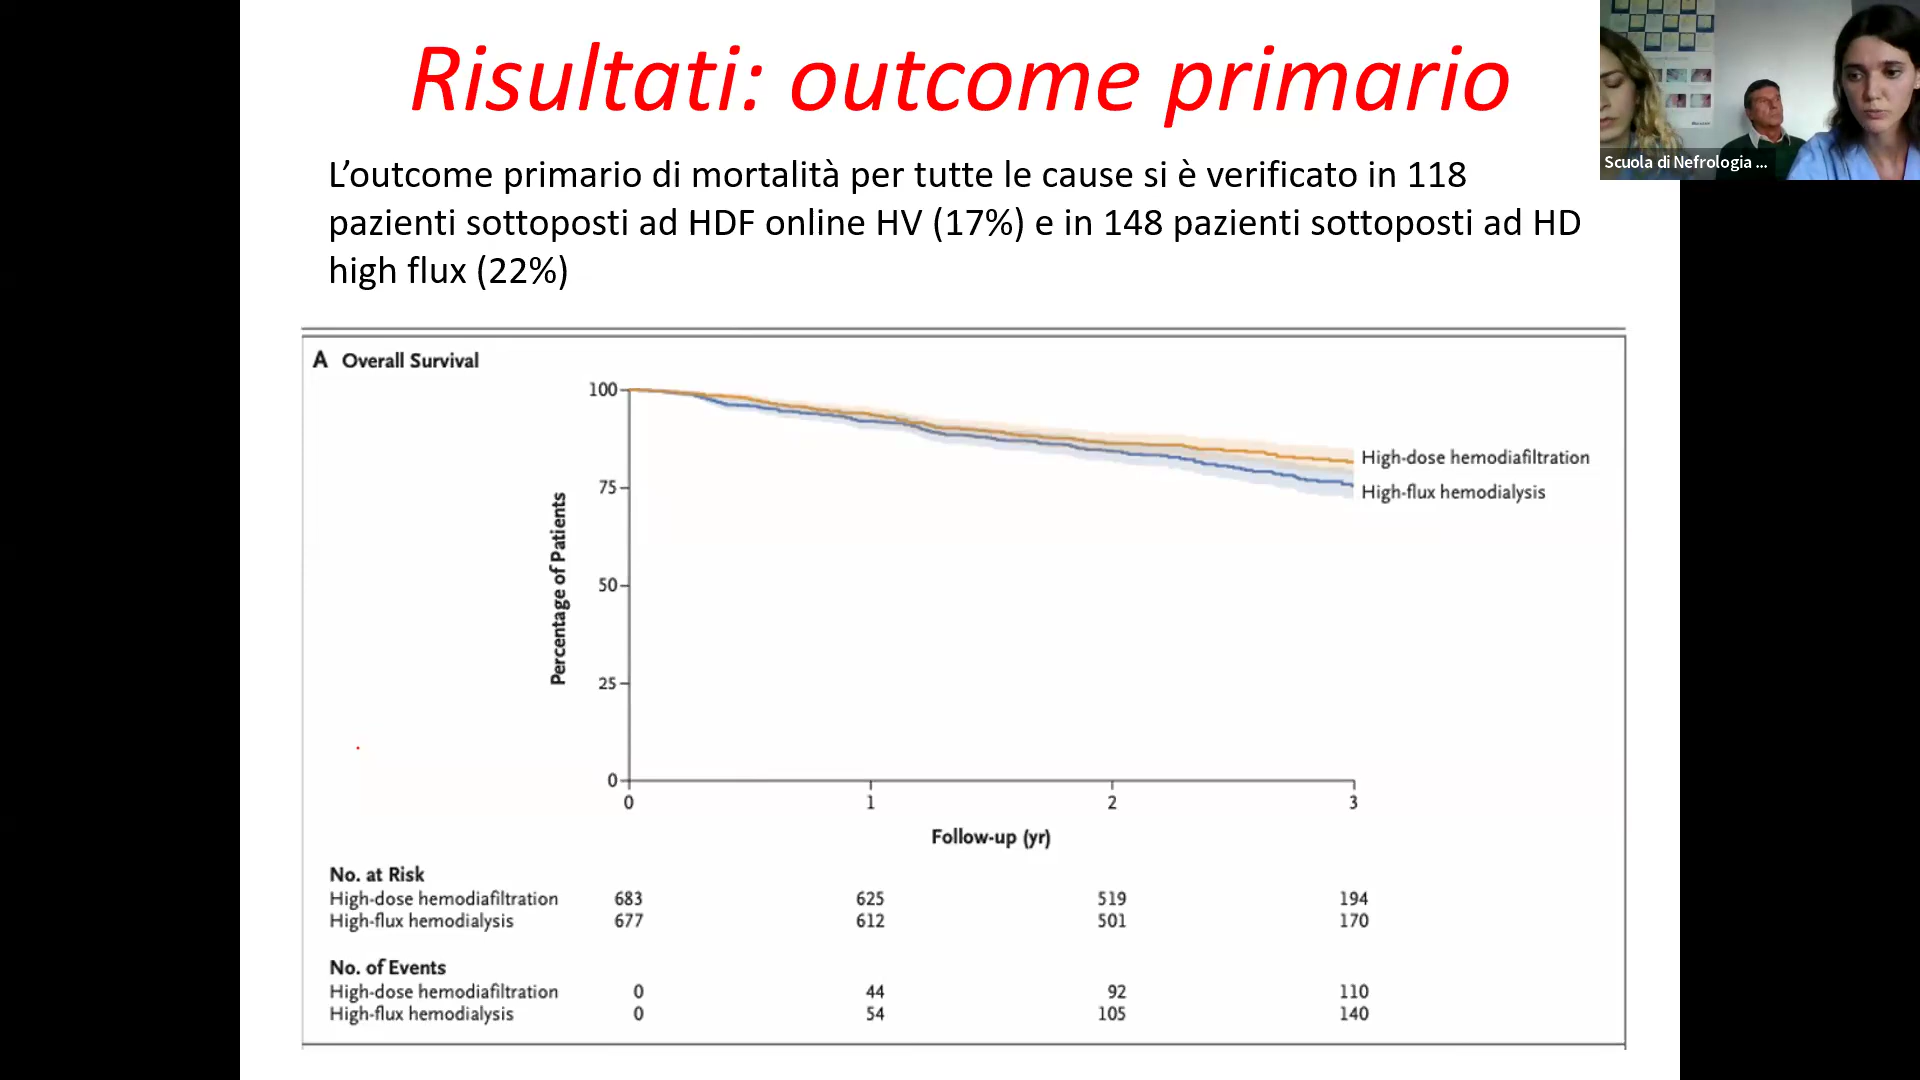 Risultati: outcome primario
L’outcome primario di mortalità per tutte le cause si è verificato in 118
pazienti sottoposti ad HDF online HV (17%) e in 148 pazienti sottoposti ad HD
high flux (22%)
Scuola di Nefrologia ...
A Overall Survival
100
75
50
25
0
Percentage of Patients
High-dose hemodiafiltration
High-flux hemodialysis
0 1 2 3
Follow-up (yr)
No. at Risk
High-dose hemodiafiltration 683 625 519 194
High-flux hemodialysis 677 612 501 170
No. of Events
High-dose hemodiafiltration 0 44 92 110
High-flux hemodialysis 0 54 105 140